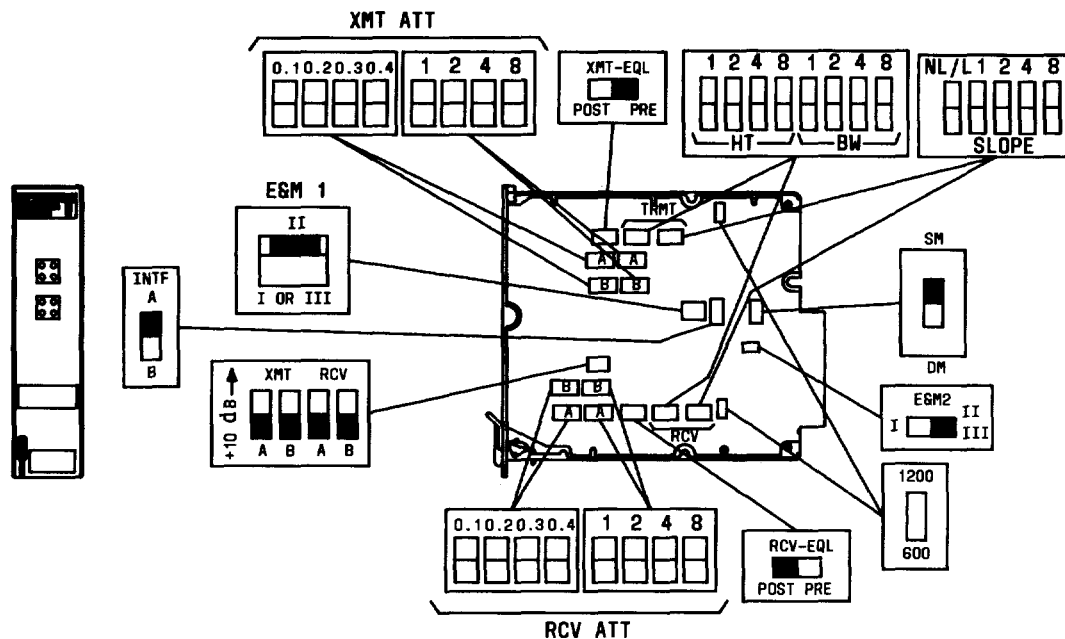 XMT ATT
0.1 0.2 0.3 0.4
1 2 4 8
XMT-EQL
POST PRE
1 2 4 8 1 2 4 8
HT BW
NL/L 1 2 4 8
SLOPE
E&M 1
II
I OR III
TRMT
A A
B B
SM
DM
INTF
A
B
+10 dB
XMT RCV
A B A B
B B
A A
RCV
E&M2
I II
III
1200
600
0.1 0.2 0.3 0.4
1 2 4 8
RCV-EQL
POST PRE
RCV ATT